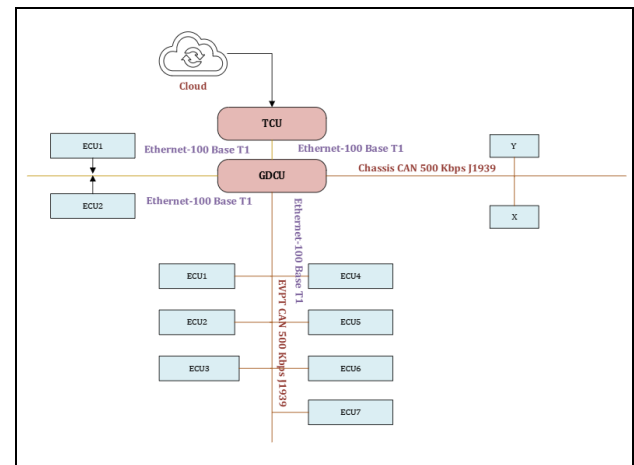 Cloud
TCU
ECU1
Ethernet-100 Base T1
Ethernet-100 Base T1
Y
GDCU
Chassis CAN 500 Kbps J1939
ECU2
Ethernet-100 Base T1
X
Ethernet-100 Base T1
ECU1
ECU4
EVPT CAN 500 Kbps J1939
ECU2
ECU5
ECU3
ECU6
ECU7